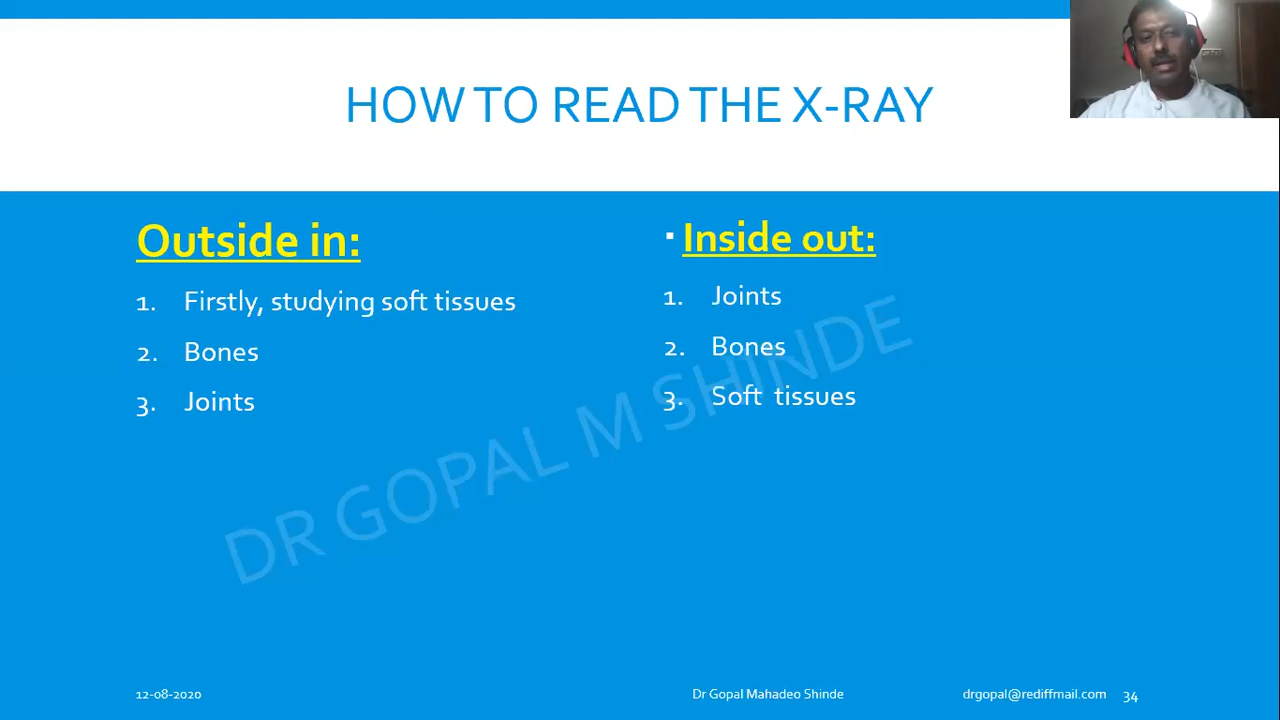 HOW TO READ THE X-RAY
Outside in:
1. Firstly, studying soft tissues
2. Bones
3. Joints
▪ Inside out:
1. Joints
2. Bones
3. Soft tissues
DR GOPAL M SHINDE
12-08-2020
Dr Gopal Mahadeo Shinde
drgopal@rediffmail.com
34